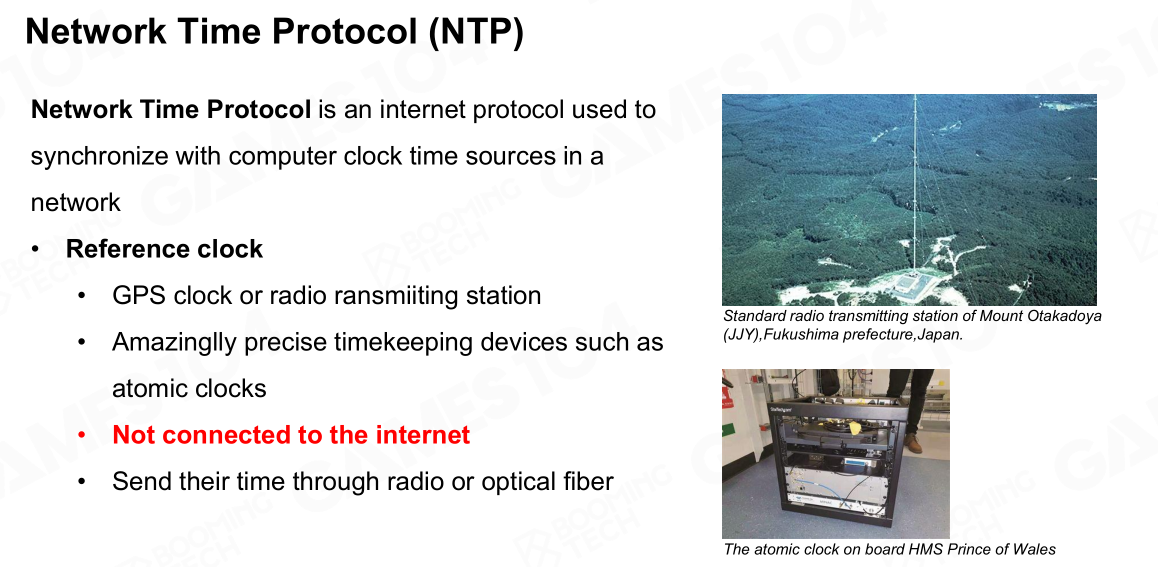 Network Time Protocol (NTP)
Network Time Protocol is an internet protocol used to
synchronize with computer clock time sources in a
network
• Reference clock
• GPS clock or radio ransmiiting station
• Amazinglly precise timekeeping devices such as
atomic clocks
• Not connected to the internet
• Send their time through radio or optical fiber
Standard radio transmitting station of Mount Otakadoya
(JJY),Fukushima prefecture,Japan.
The atomic clock on board HMS Prince of Wales
GAMES104
BOOMING
TECH